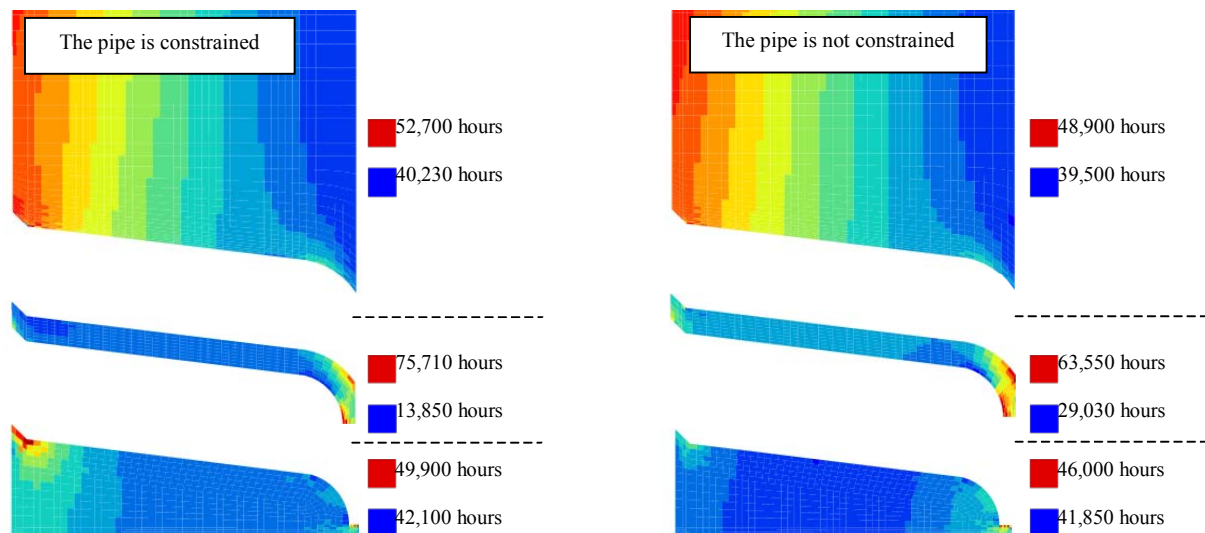 The pipe is constrained
52,700 hours
40,230 hours
75,710 hours
13,850 hours
49,900 hours
42,100 hours
The pipe is not constrained
48,900 hours
39,500 hours
63,550 hours
29,030 hours
46,000 hours
41,850 hours